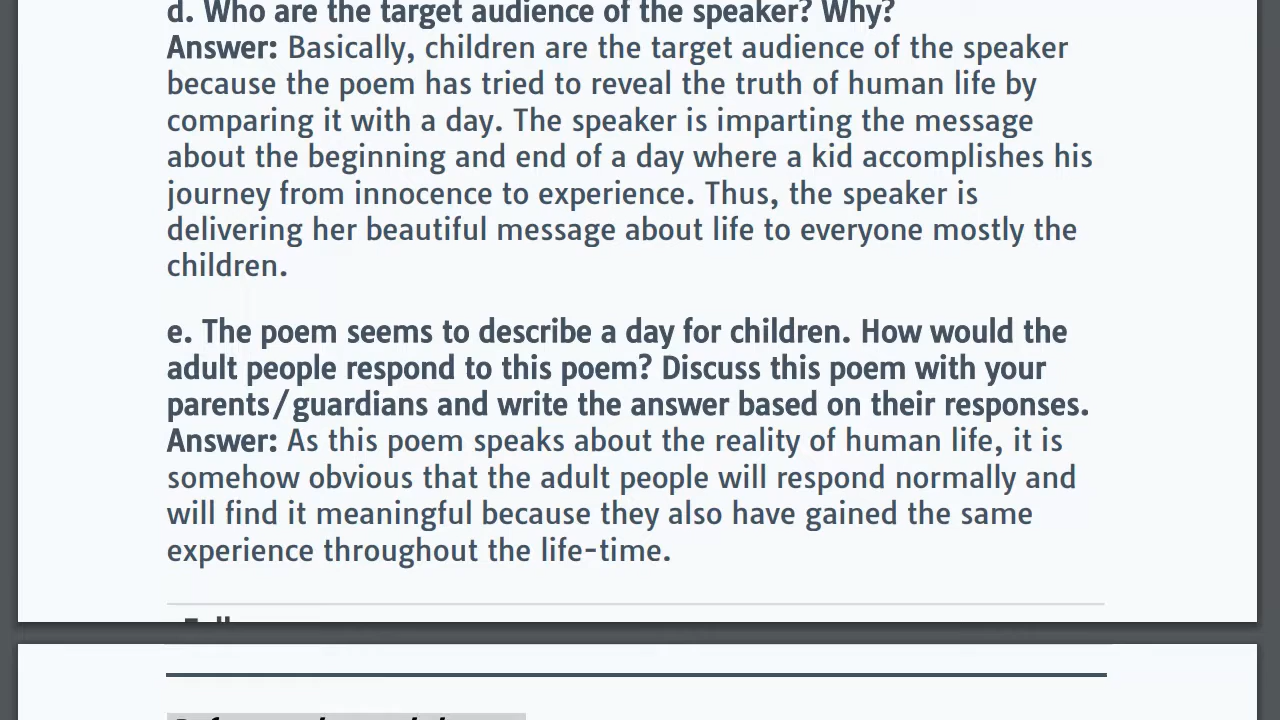 d. Who are the target audience of the speaker? Why?
Answer: Basically, children are the target audience of the speaker
because the poem has tried to reveal the truth of human life by
comparing it with a day. The speaker is imparting the message
about the beginning and end of a day where a kid accomplishes his
journey from innocence to experience. Thus, the speaker is
delivering her beautiful message about life to everyone mostly the
children.
e. The poem seems to describe a day for children. How would the
adult people respond to this poem? Discuss this poem with your
parents/guardians and write the answer based on their responses.
Answer: As this poem speaks about the reality of human life, it is
somehow obvious that the adult people will respond normally and
will find it meaningful because they also have gained the same
experience throughout the life-time.